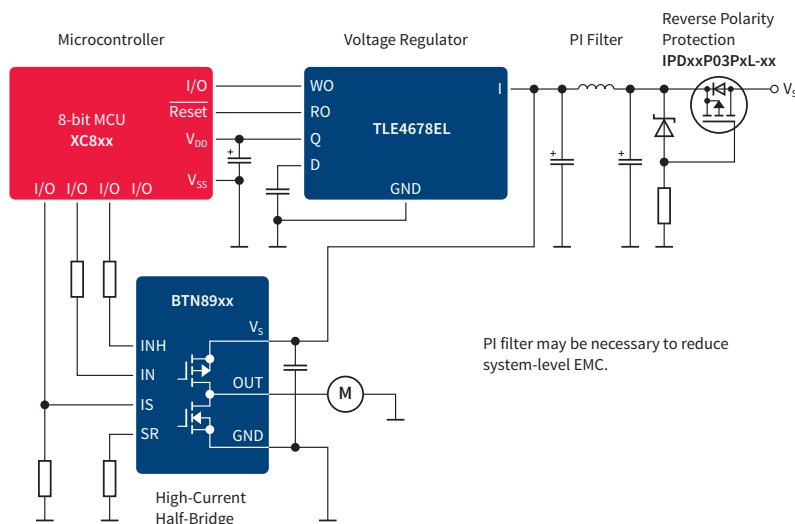 Microcontroller
Voltage Regulator
PI Filter
Reverse Polarity
Protection
IPDxxP03PxL-xx
8-bit MCU
XC8xx
I/O
Reset
VDD
VSS
I/O I/O I/O I/O
WO
RO
Q
D
I
TLE4678EL
GND
VS
BTN89xx
VS
INH
IN
IS
SR
OUT
GND
M
PI filter may be necessary to reduce
system-level EMC.
High-Current
Half-Bridge